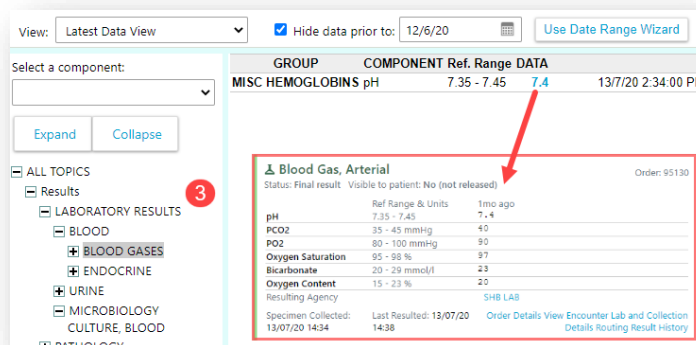 View: Latest Data View Hide data prior to: 12/6/20 Use Date Range Wizard
Select a component:
Expand Collapse
ALL TOPICS
Results
LABORATORY RESULTS
BLOOD
BLOOD GASES
ENDOCRINE
URINE
MICROBIOLOGY
CULTURE, BLOOD
3
GROUP COMPONENT Ref. Range DATA
MISC HEMOGLOBINS pH 7.35 - 7.45 7.4 13/7/20 2:34:00
Blood Gas, Arterial Order: 95130
Status: Final result Visible to patient: No (not released)
Ref Range & Units 1mo ago
pH 7.35 - 7.45 7.4
PCO2 35 - 45 mmHg 40
PO2 80 - 100 mmHg 90
Oxygen Saturation 95 - 98 % 97
Bicarbonate 20 - 29 mmol/l 23
Oxygen Content 15 - 23 % 20
Resulting Agency SHB LAB
Specimen Collected: Last Resulted: 13/07/20 Order Details View Encounter Lab and Collection
13/07/20 14:34 14:38 Details Routing Result History